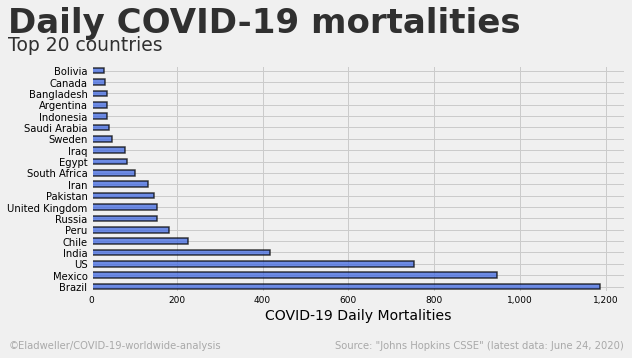 Daily COVID-19 mortalities
Top 20 countries
Bolivia
Canada
Bangladesh
Argentina
Indonesia
Saudi Arabia
Sweden
Iraq
Egypt
South Africa
Iran
Pakistan
United Kingdom
Russia
Peru
Chile
India
US
Mexico
Brazil
0 200 400 600 800 1,000 1,200
COVID-19 Daily Mortalities
©Eladweller/COVID-19-worldwide-analysis Source: "Johns Hopkins CSSE" (latest data: June 24, 2020)